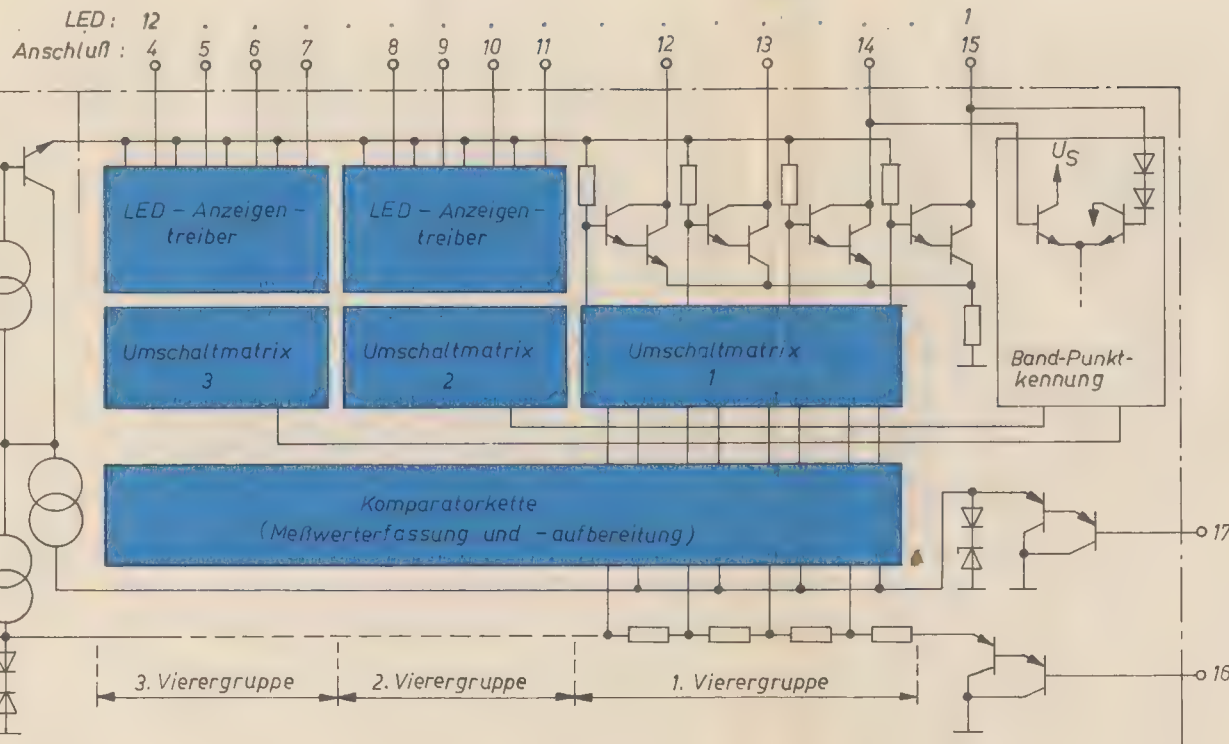 LED: 12 . . . . . . . . . . 1
Anschluß: 4 5 6 7 8 9 10 11 12 13 14 15
LED - Anzeigen-
treiber
LED - Anzeigen-
treiber
U_S
Umschaltmatrix
3
Umschaltmatrix
2
Umschaltmatrix
1
Band-Punkt-
kennung
Komparatorkette
(Meßwerterfassung und -aufbereitung)
17
16
3. Vierergruppe
2. Vierergruppe
1. Vierergruppe